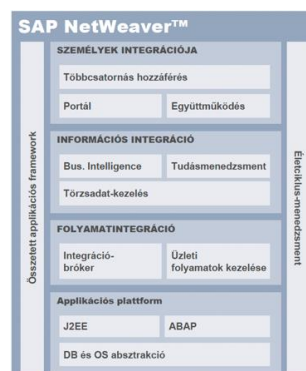 SAP NetWeaver™
Összetett applikációs framework
SZEMÉLYEK INTEGRÁCIÓJA
Többcsatornás hozzáférés
Portál
Együttműködés
INFORMÁCIÓS INTEGRÁCIÓ
Bus. Intelligence
Tudásmenedzsment
Törzsadat-kezelés
FOLYAMATINTEGRÁCIÓ
Integráció-
bróker
Üzleti
folyamatok kezelése
Applikációs plattform
J2EE
ABAP
DB és OS absztrakció
Életciklus-menedzsment